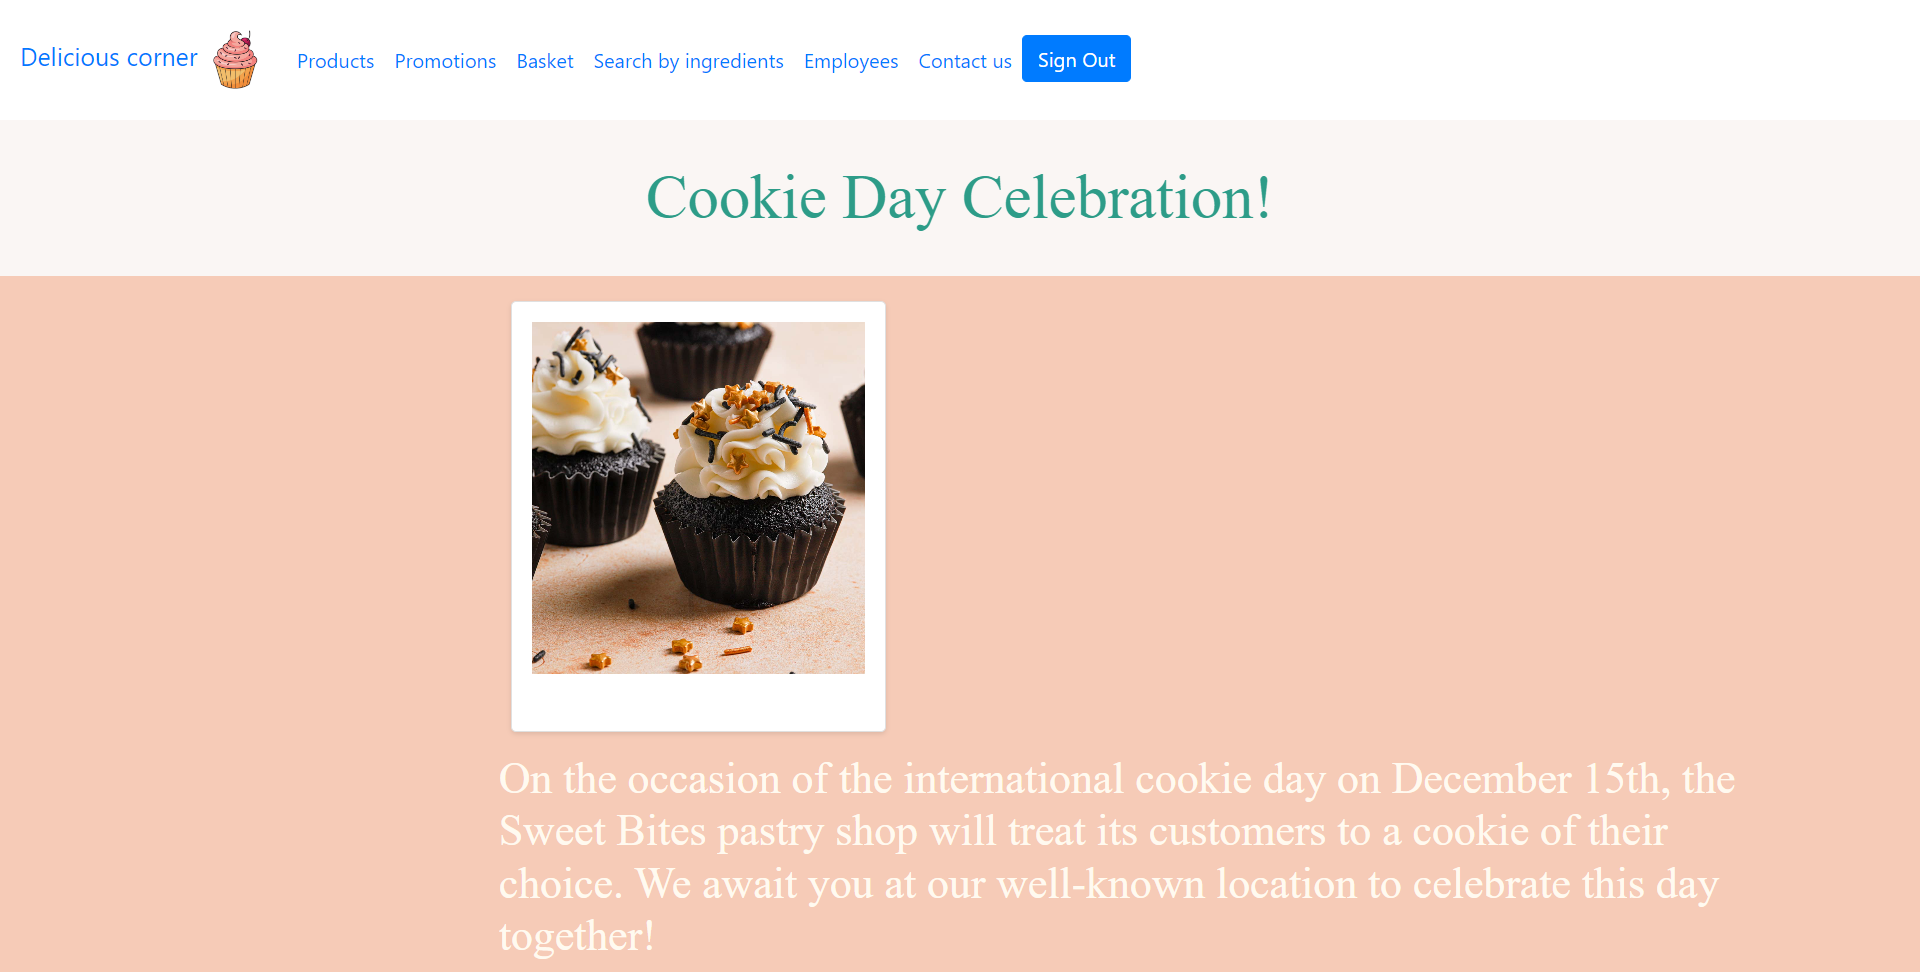 Delicious corner
Products Promotions Basket Search by ingredients Employees Contact us Sign Out
Cookie Day Celebration!
On the occasion of the international cookie day on December 15th, the
Sweet Bites pastry shop will treat its customers to a cookie of their
choice. We await you at our well-known location to celebrate this day
together!